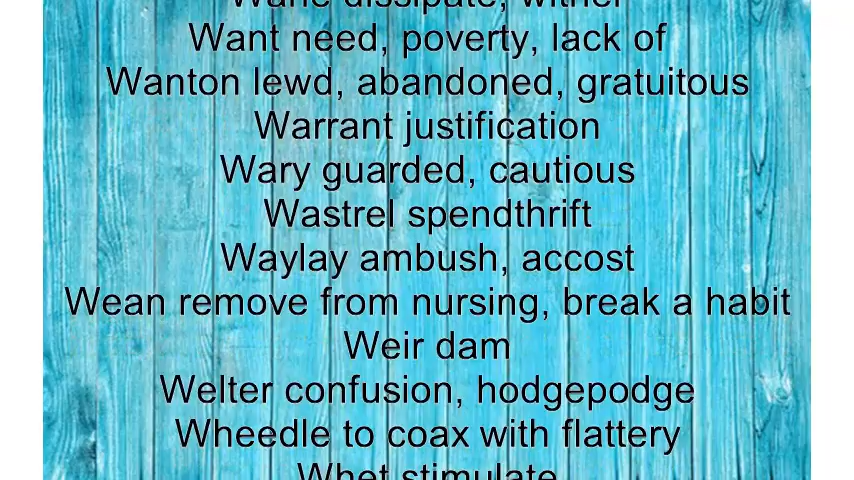 Wane dissipate, wither
Want need, poverty, lack of
Wanton lewd, abandoned, gratuitous
Warrant justification
Wary guarded, cautious
Wastrel spendthrift
Waylay ambush, accost
Wean remove from nursing, break a habit
Weir dam
Welter confusion, hodgepodge
Wheedle to coax with flattery
Whet stimulate